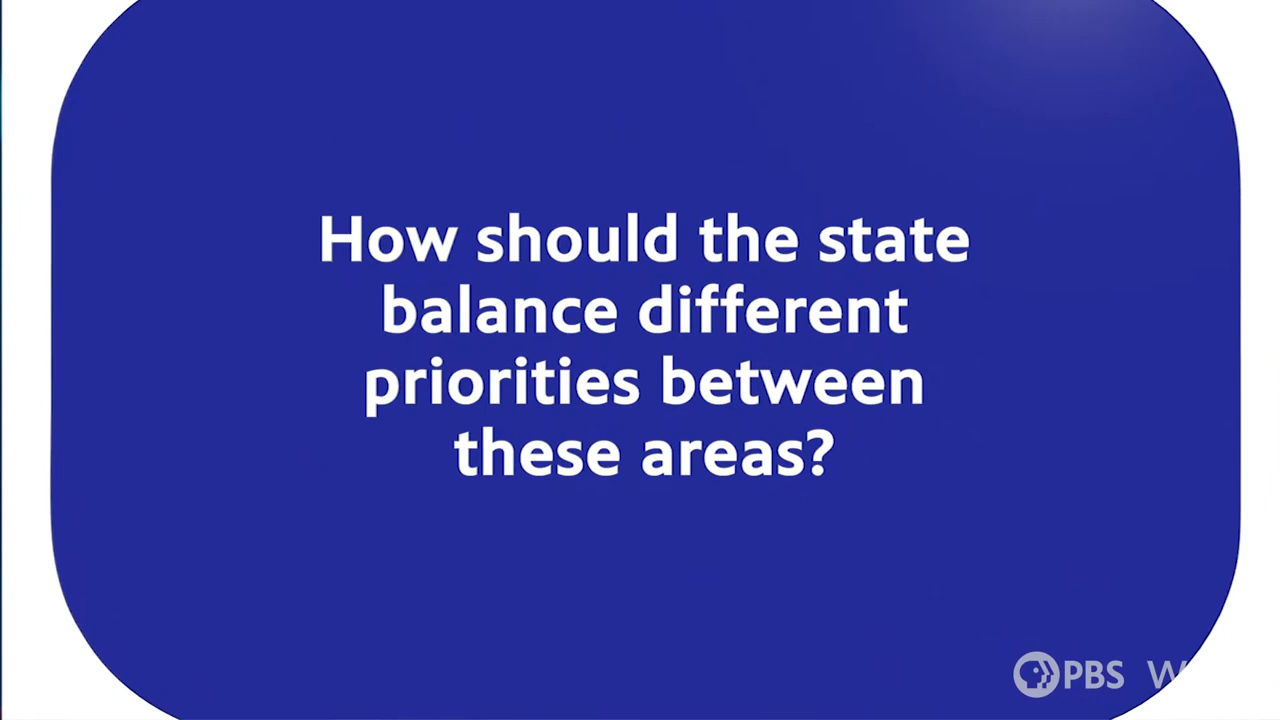 How should the state
balance different
priorities between
these areas?
PBS W